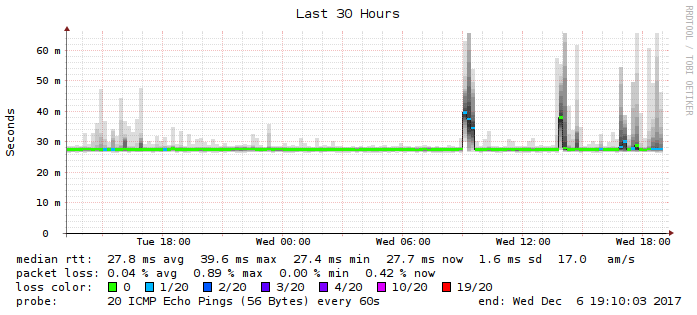 Last 30 Hours
RRDTOOL / TOBI OETIKER
Seconds
60 m
50 m
40 m
30 m
20 m
10 m
0
Tue 18:00 Wed 00:00 Wed 06:00 Wed 12:00 Wed 18:00
median rtt: 27.8 ms avg 39.6 ms max 27.4 ms min 27.7 ms now 1.6 ms sd 17.0 am/s
packet loss: 0.04 % avg 0.89 % max 0.00 % min 0.42 % now
loss color: 0 1/20 2/20 3/20 4/20 10/20 19/20
probe: 20 ICMP Echo Pings (56 Bytes) every 60s end: Wed Dec 6 19:10:03 2017